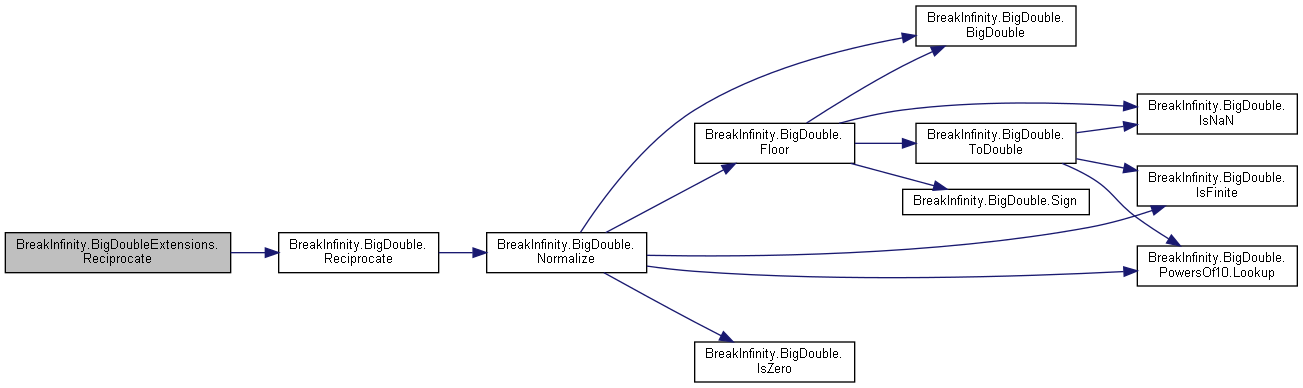 BreakInfinity.BigDoubleExtensions.
Reciprocate
BreakInfinity.BigDouble.
Reciprocate
BreakInfinity.BigDouble.
Normalize
BreakInfinity.BigDouble.
Floor
BreakInfinity.BigDouble.
IsZero
BreakInfinity.BigDouble.
BigDouble
BreakInfinity.BigDouble.
ToDouble
BreakInfinity.BigDouble.Sign
BreakInfinity.BigDouble.
IsNaN
BreakInfinity.BigDouble.
IsFinite
BreakInfinity.BigDouble.
PowersOf10.Lookup